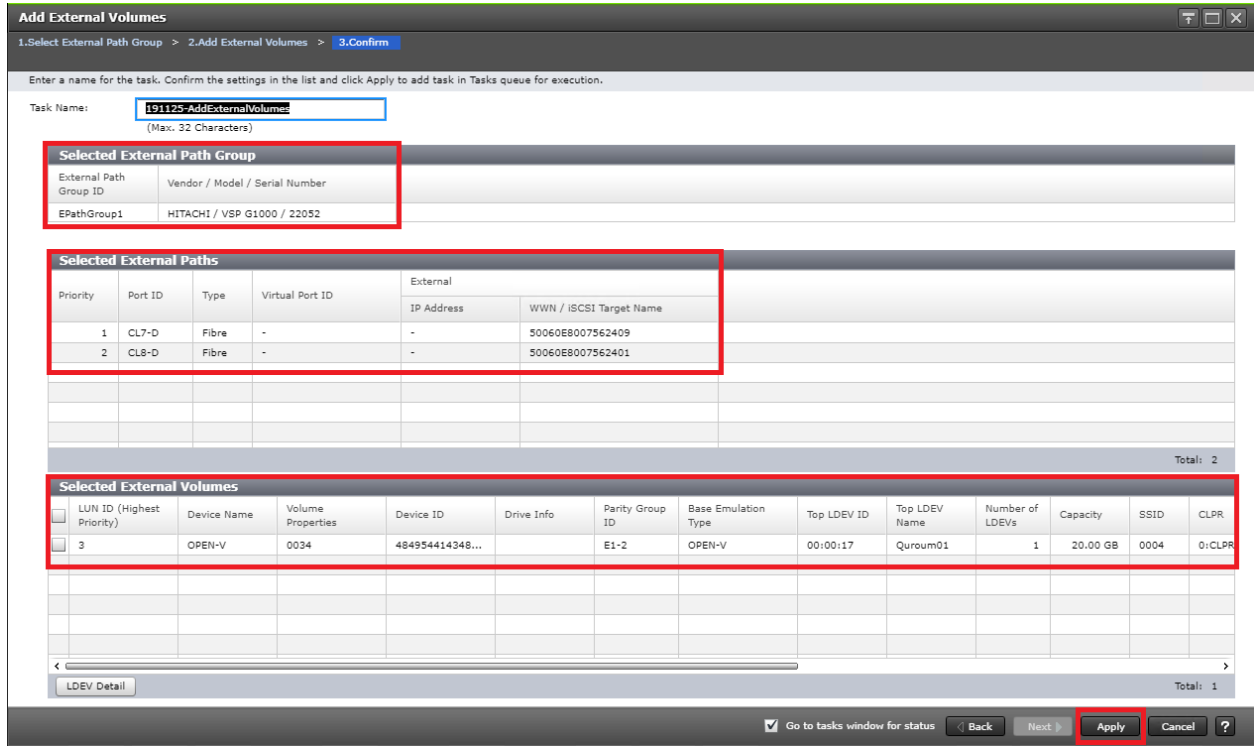 Add External Volumes
1.Select External Path Group > 2.Add External Volumes > 3.Confirm
Enter a name for the task. Confirm the settings in the list and click Apply to add task in Tasks queue for execution.
Task Name: 191125-AddExternalVolumes
(Max. 32 Characters)
Selected External Path Group
External Path Group ID Vendor / Model / Serial Number
EPathGroup1 HITACHI / VSP G1000 / 22052
Selected External Paths
Priority Port ID Type Virtual Port ID External
IP Address WWN / iSCSI Target Name
1 CL7-D Fibre - - 50060E8007562409
2 CL8-D Fibre - - 50060E8007562401
Total: 2
Selected External Volumes
LUN ID (Highest Priority) Device Name Volume Properties Device ID Drive Info Parity Group ID Base Emulation Type Top LDEV ID Top LDEV Name Number of LDEVs Capacity SSID CLPR
3 OPEN-V 0034 484954414348... E1-2 OPEN-V 00:00:17 Quroum01 1 20.00 GB 0004 0:CLPR
LDEV Detail Total: 1
Go to tasks window for status Back Next Apply Cancel ?